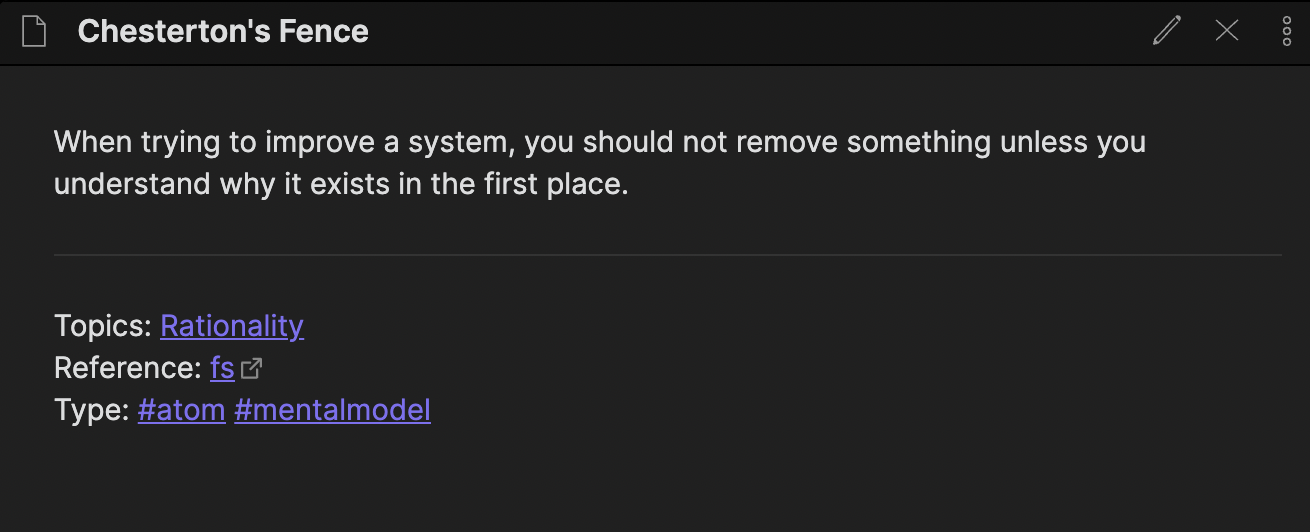 Chesterton's Fence
When trying to improve a system, you should not remove something unless you
understand why it exists in the first place.
Topics: Rationality
Reference: fs
Type: #atom #mentalmodel